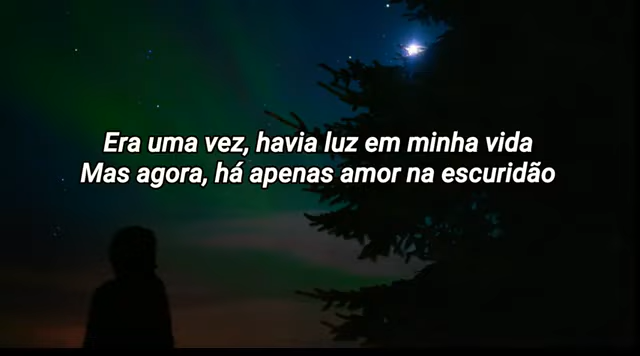 Era uma vez, havia luz em minha vida
Mas agora, há apenas amor na escuridão